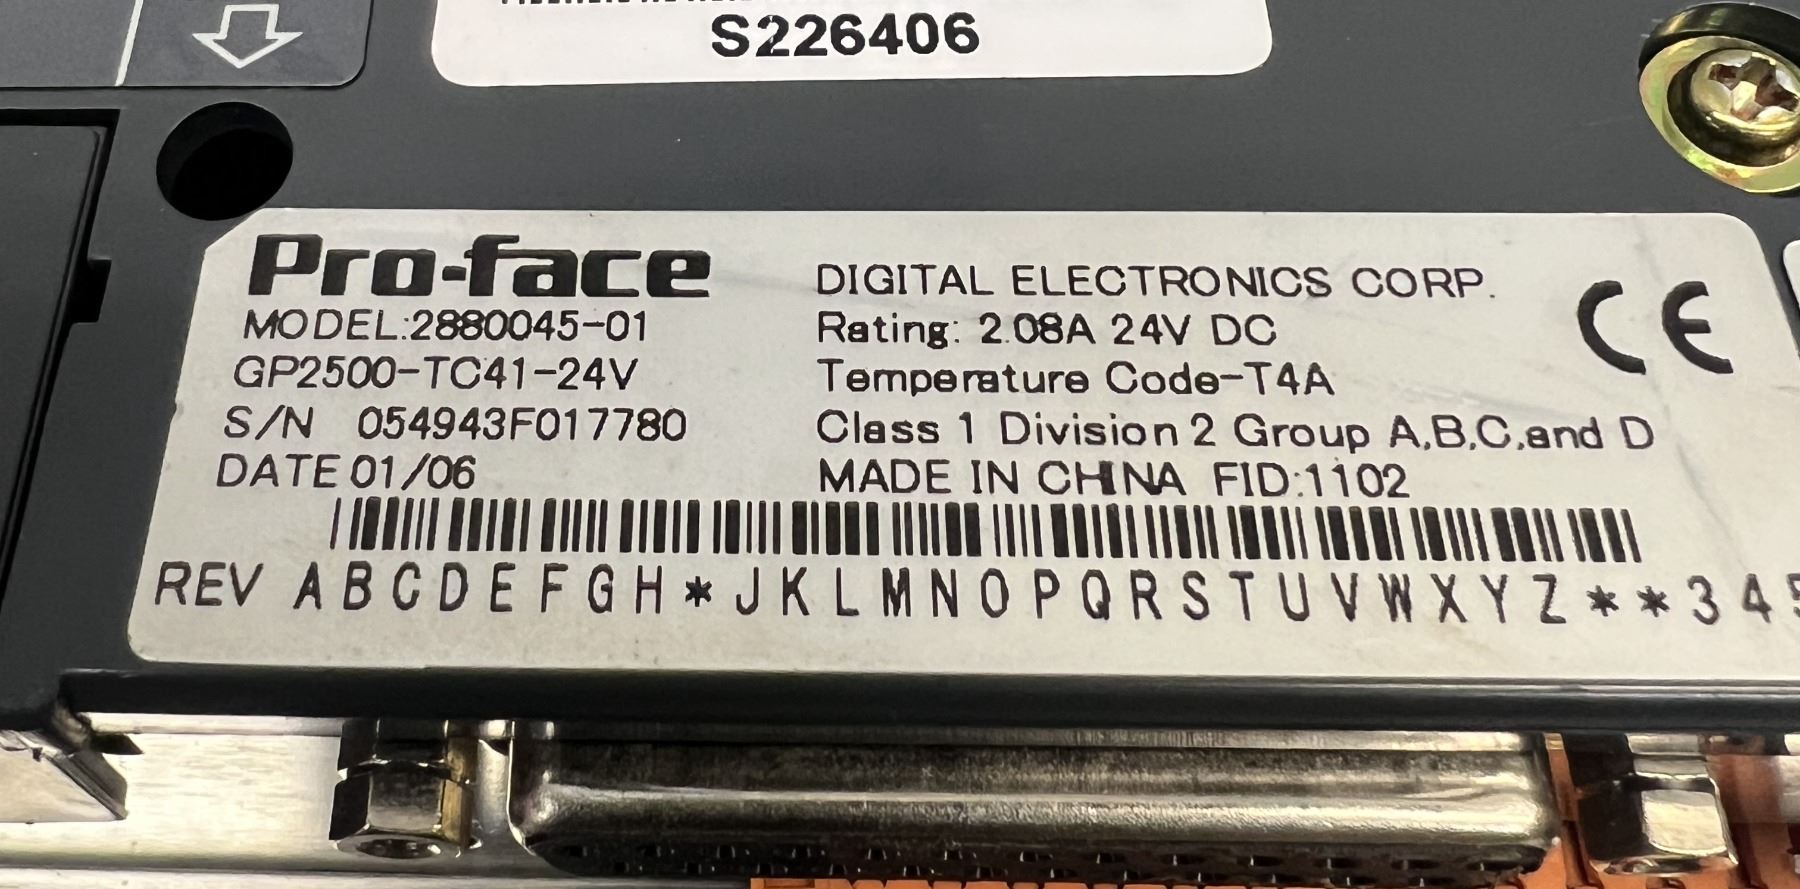 S226406
Pro-face
MODEL:2880045-01
GP2500-TC41-24V
S/N 054943F017780
DATE 01/06
DIGITAL ELECTRONICS CORP.
Rating: 2.08A 24V DC
Temperature Code-T4A
Class 1 Division 2 Group A,B,C,and D
MADE IN CHINA FID:1102
CE
REV A B C D E F G H * J K L M N O P Q R S T U V W X Y Z * * 3 4 5